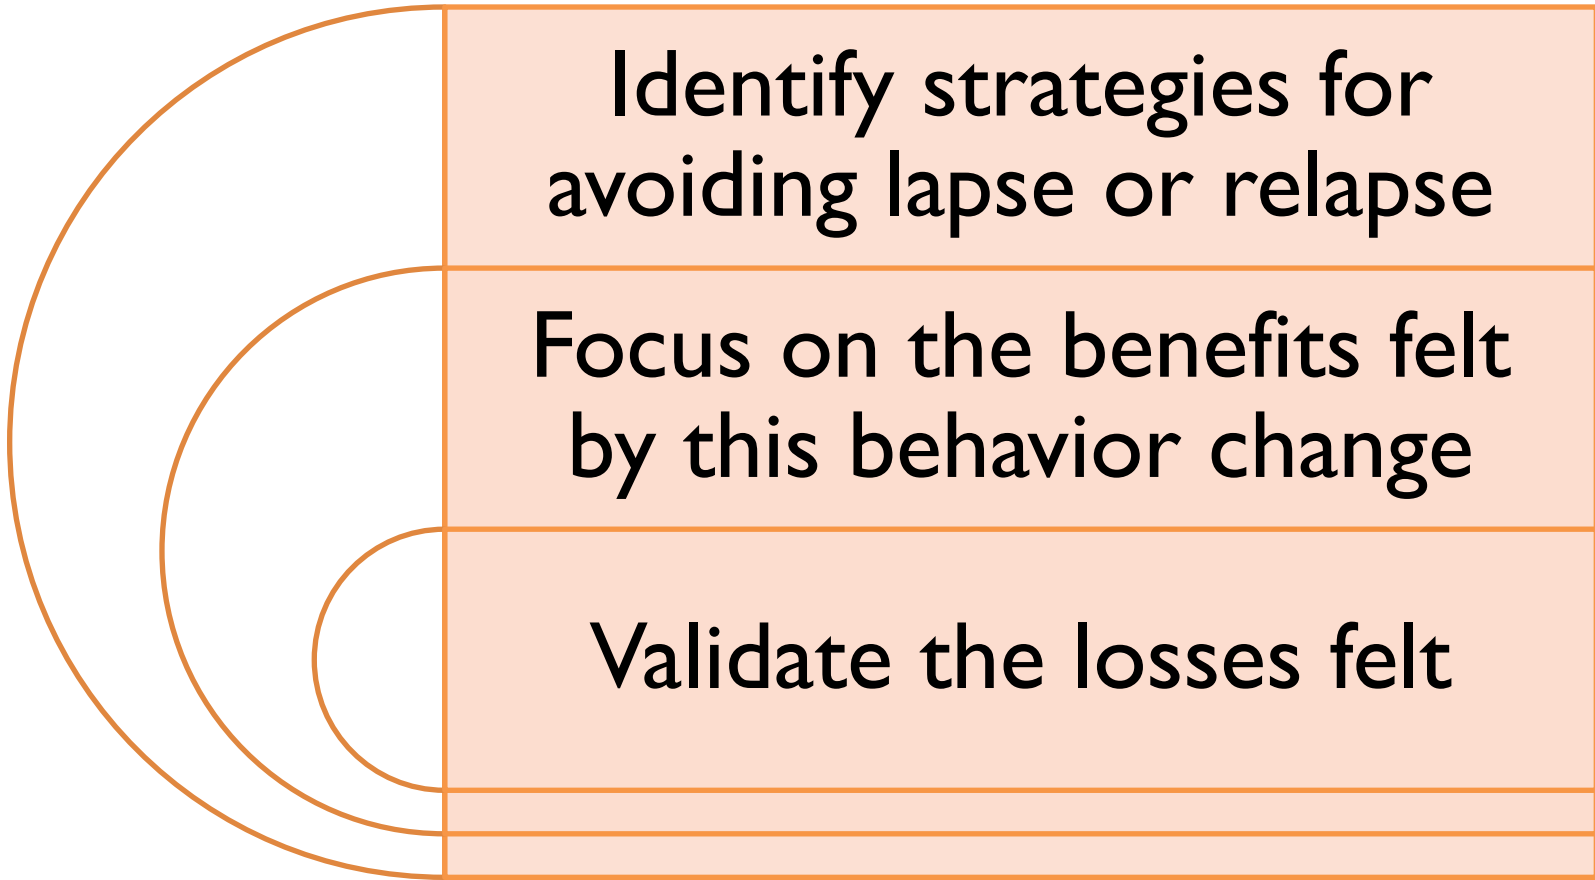 Identify strategies for
avoiding lapse or relapse
Focus on the benefits felt
by this behavior change
Validate the losses felt